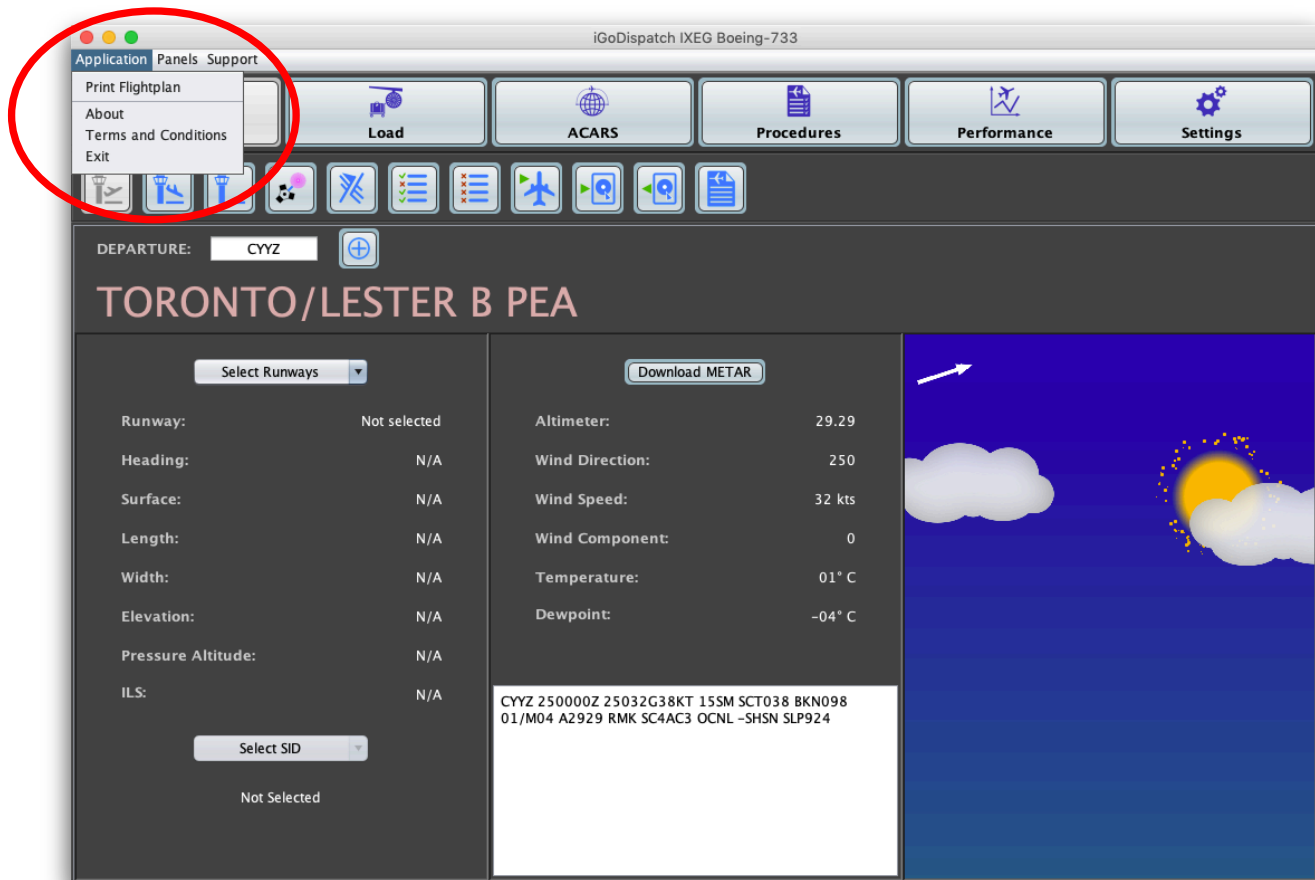 iGoDispatch IXEG Boeing-733
Application Panels Support
Print Flightplan
About
Terms and Conditions
Exit
Load
ACARS
Procedures
Performance
Settings
DEPARTURE: CYYZ
TORONTO/LESTER B PEA
Select Runways
Runway: Not selected
Heading: N/A
Surface: N/A
Length: N/A
Width: N/A
Elevation: N/A
Pressure Altitude: N/A
ILS: N/A
Select SID
Not Selected
Download METAR
Altimeter: 29.29
Wind Direction: 250
Wind Speed: 32 kts
Wind Component: 0
Temperature: 01° C
Dewpoint: -04° C
CYYZ 250000Z 25032G38KT 15SM SCT038 BKN098
01/M04 A2929 RMK SC4AC3 OCNL -SHSN SLP924